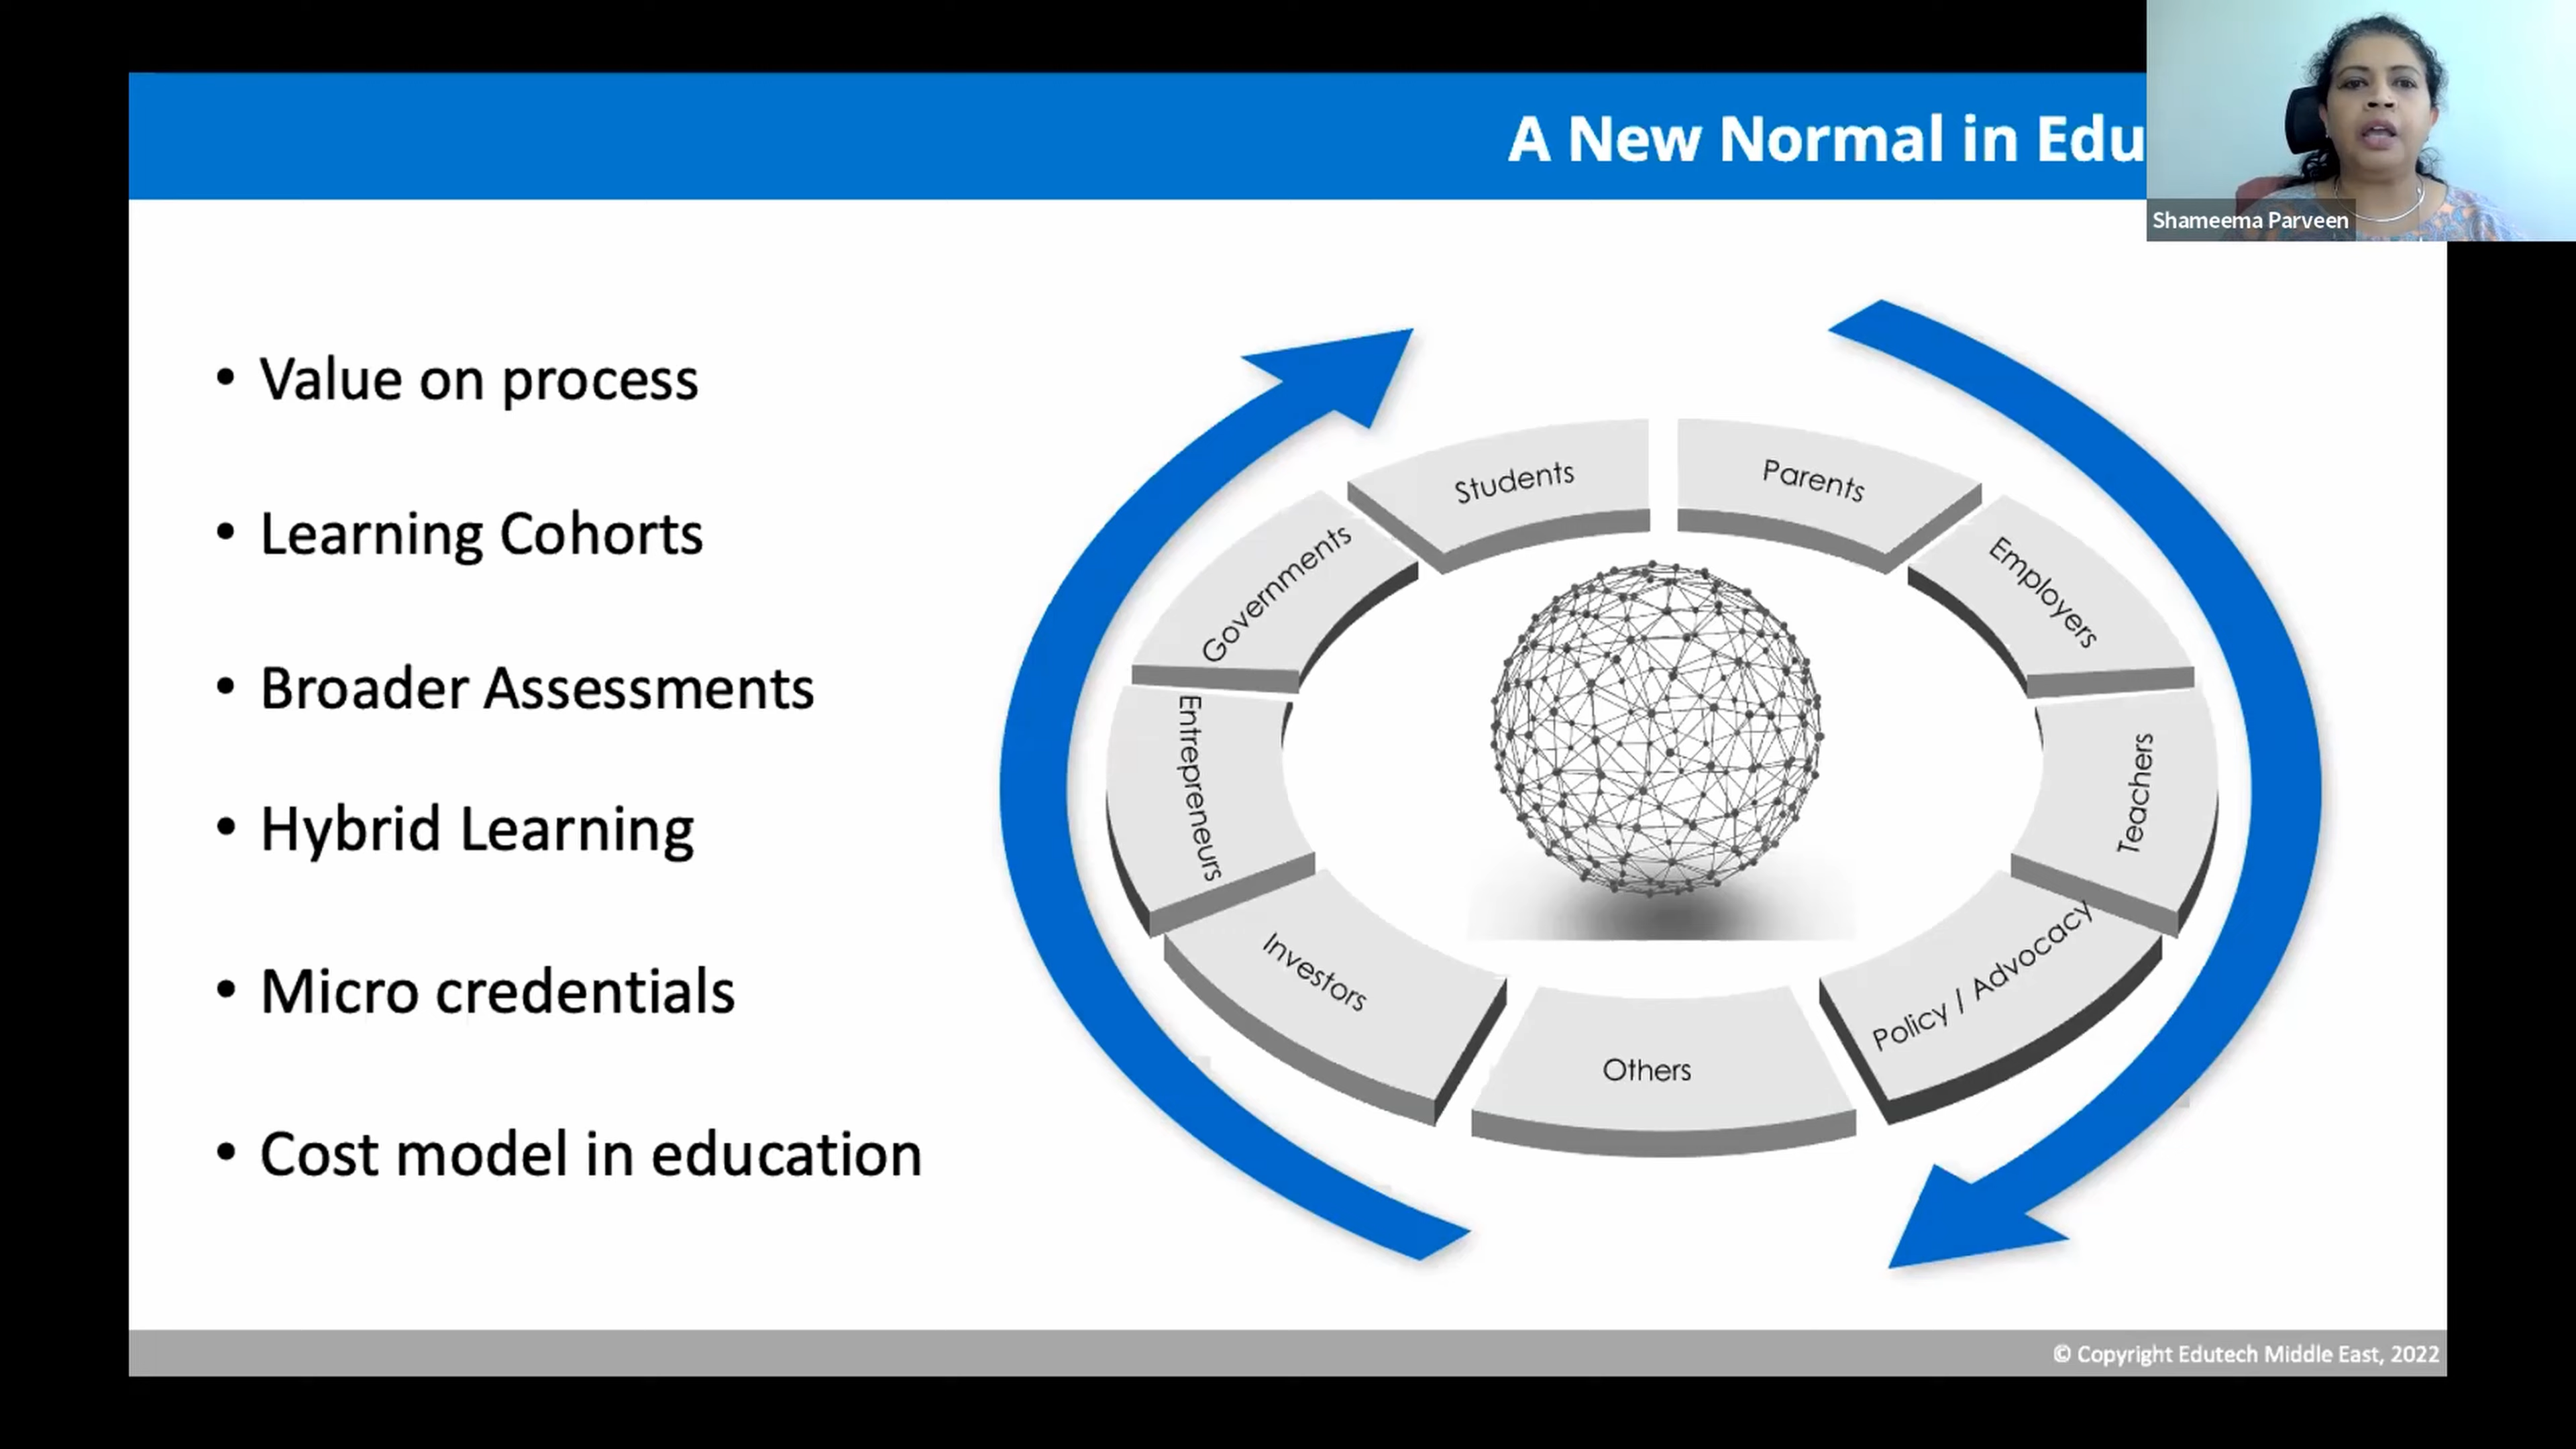 A New Normal in Edu
Shameema Parveen
• Value on process
• Learning Cohorts
• Broader Assessments
• Hybrid Learning
• Micro credentials
• Cost model in education
Students
Parents
Governments
Employers
Entrepreneurs
Teachers
Investors
Policy / Advocacy
Others
© Copyright Edutech Middle East, 2022